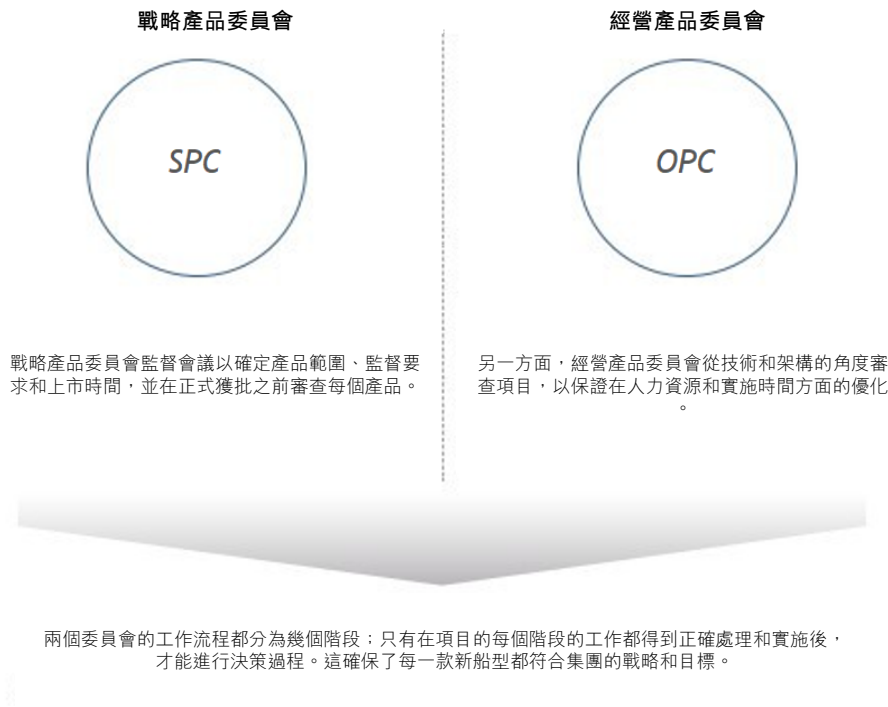 戰略產品委員會
SPC
戰略產品委員會監督會議以確定產品範圍、監督要
求和上市時間，並在正式獲批之前審查每個產品。
經營產品委員會
OPC
另一方面，經營產品委員會從技術和架構的角度審
查項目，以保證在人力資源和實施時間方面的優化
。
兩個委員會的工作流程都分為幾個階段；只有在項目的每個階段的工作都得到正確處理和實施後，
才能進行決策過程。這確保了每一款新船型都符合集團的戰略和目標。